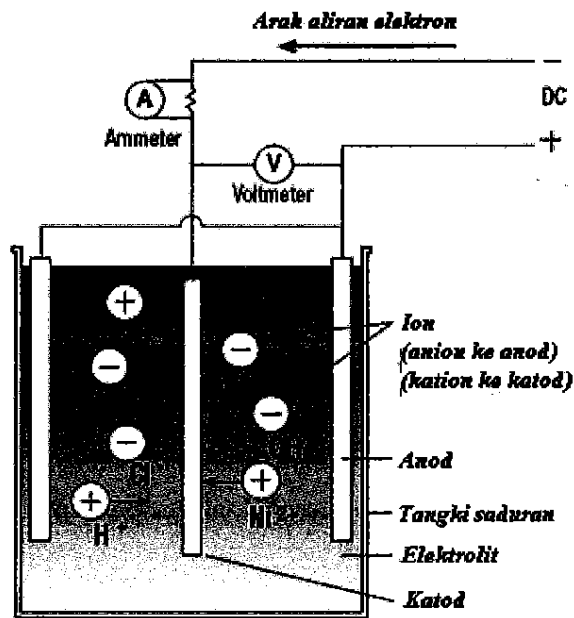 Arah aliran elektron
−
DC
+
A
Ammeter
V
Voltmeter
+
−
−
−
−
+
H⁺
Cl
+
Ni
Ion
(anion ke anod)
(kation ke katod)
Anod
Tangki saduran
Elektrolit
Katod